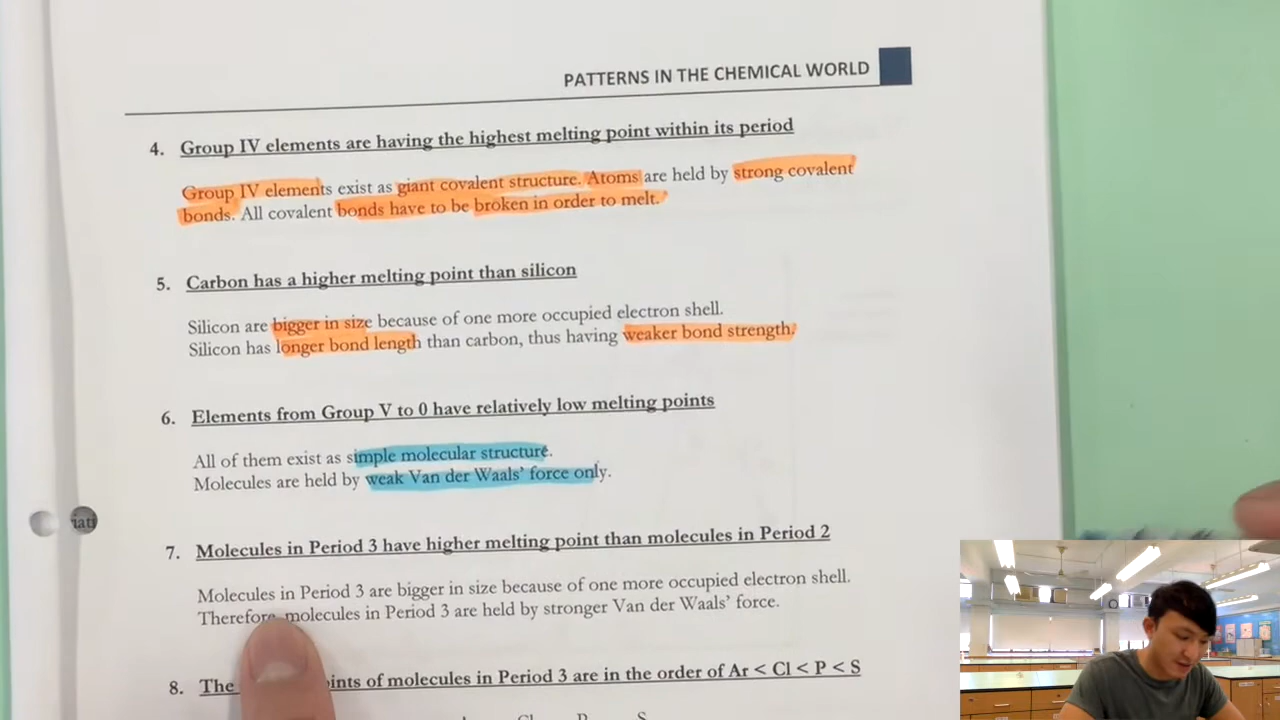 PATTERNS IN THE CHEMICAL WORLD
4. Group IV elements are having the highest melting point within its period
Group IV elements exist as giant covalent structure. Atoms are held by strong covalent
bonds. All covalent bonds have to be broken in order to melt.
5. Carbon has a higher melting point than silicon
Silicon are bigger in size because of one more occupied electron shell.
Silicon has longer bond length than carbon, thus having weaker bond strength.
6. Elements from Group V to 0 have relatively low melting points
All of them exist as simple molecular structure.
Molecules are held by weak Van der Waals' force only.
iati
7. Molecules in Period 3 have higher melting point than molecules in Period 2
Molecules in Period 3 are bigger in size because of one more occupied electron shell.
Therefore molecules in Period 3 are held by stronger Van der Waals' force.
8. The ints of molecules in Period 3 are in the order of Ar < Cl < P < S
Cl P S